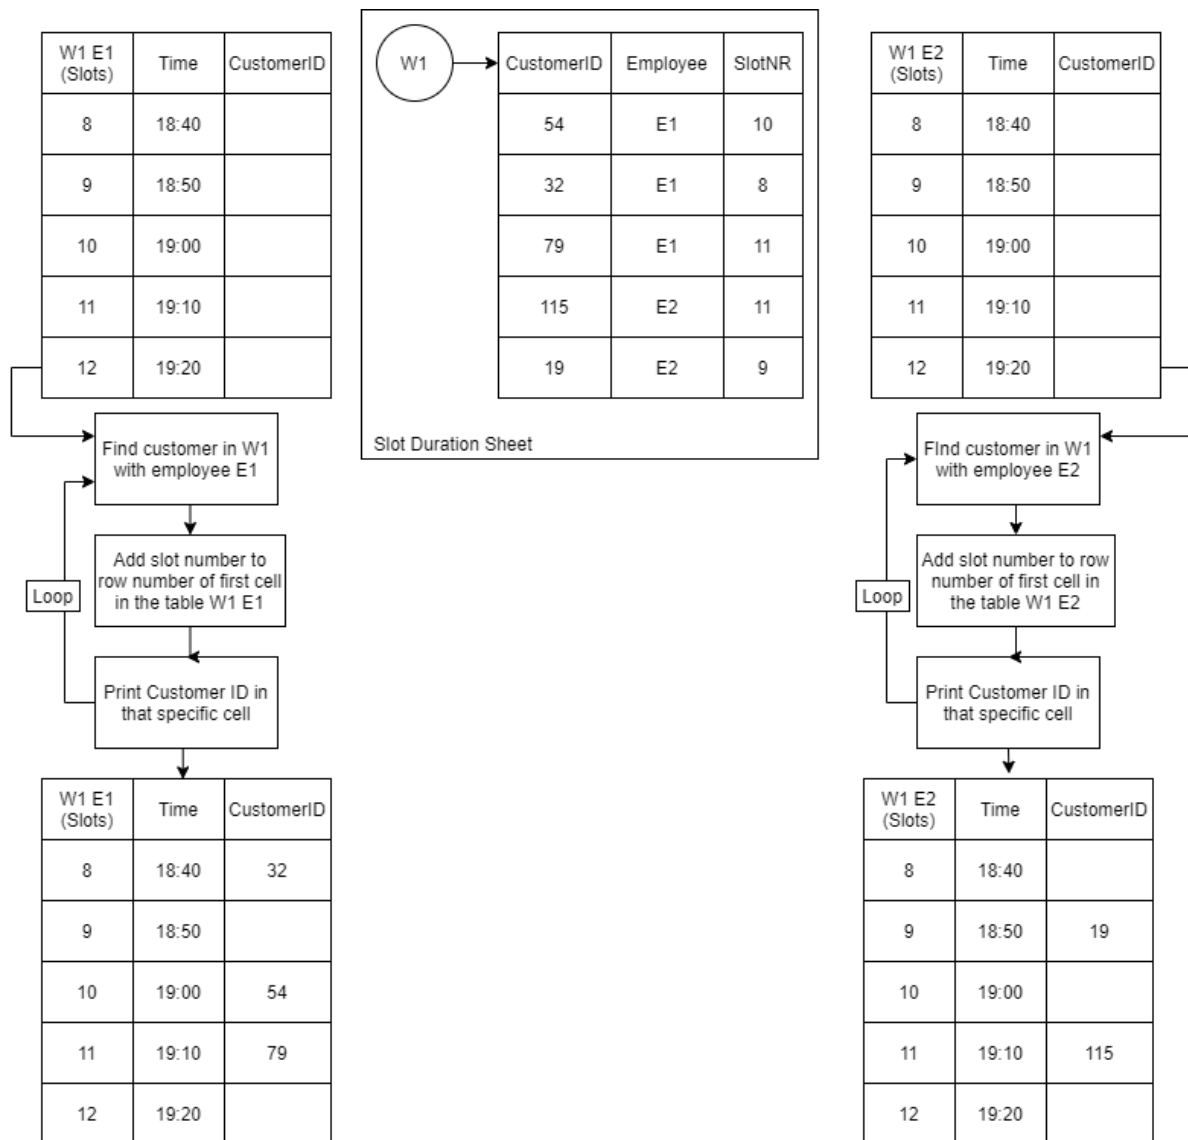 W1 E1
(Slots)
Time
CustomerID
8
18:40
9
18:50
10
19:00
11
19:10
12
19:20
W1
CustomerID
Employee
SlotNR
54
E1
10
32
E1
8
79
E1
11
115
E2
11
19
E2
9
Slot Duration Sheet
W1 E2
(Slots)
Time
CustomerID
8
18:40
9
18:50
10
19:00
11
19:10
12
19:20
Find customer in W1
with employee E1
Add slot number to
row number of first cell
in the table W1 E1
Loop
Print Customer ID in
that specific cell
FInd customer in W1
with employee E2
Add slot number to row
number of first cell in
the table W1 E2
Loop
Print Customer ID in
that specific cell
W1 E1
(Slots)
Time
CustomerID
8
18:40
32
9
18:50
10
19:00
54
11
19:10
79
12
19:20
W1 E2
(Slots)
Time
CustomerID
8
18:40
9
18:50
19
10
19:00
11
19:10
115
12
19:20